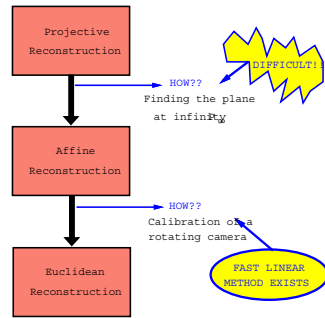 Projective
Reconstruction
HOW??
DIFFICULT!!
Finding the plane
at infinity P∞
Affine
Reconstruction
HOW??
Calibration of a
rotating camera
Euclidean
Reconstruction
FAST LINEAR
METHOD EXISTS